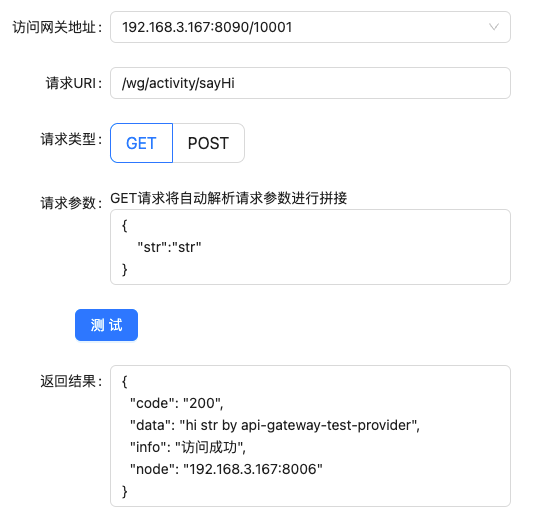 访问网关地址： 192.168.3.167:8090/10001
请求URI： /wg/activity/sayHi
请求类型： GET POST
请求参数： GET请求将自动解析请求参数进行拼接
{
"str":"str"
}
测 试
返回结果： {
"code": "200",
"data": "hi str by api-gateway-test-provider",
"info": "访问成功",
"node": "192.168.3.167:8006"
}